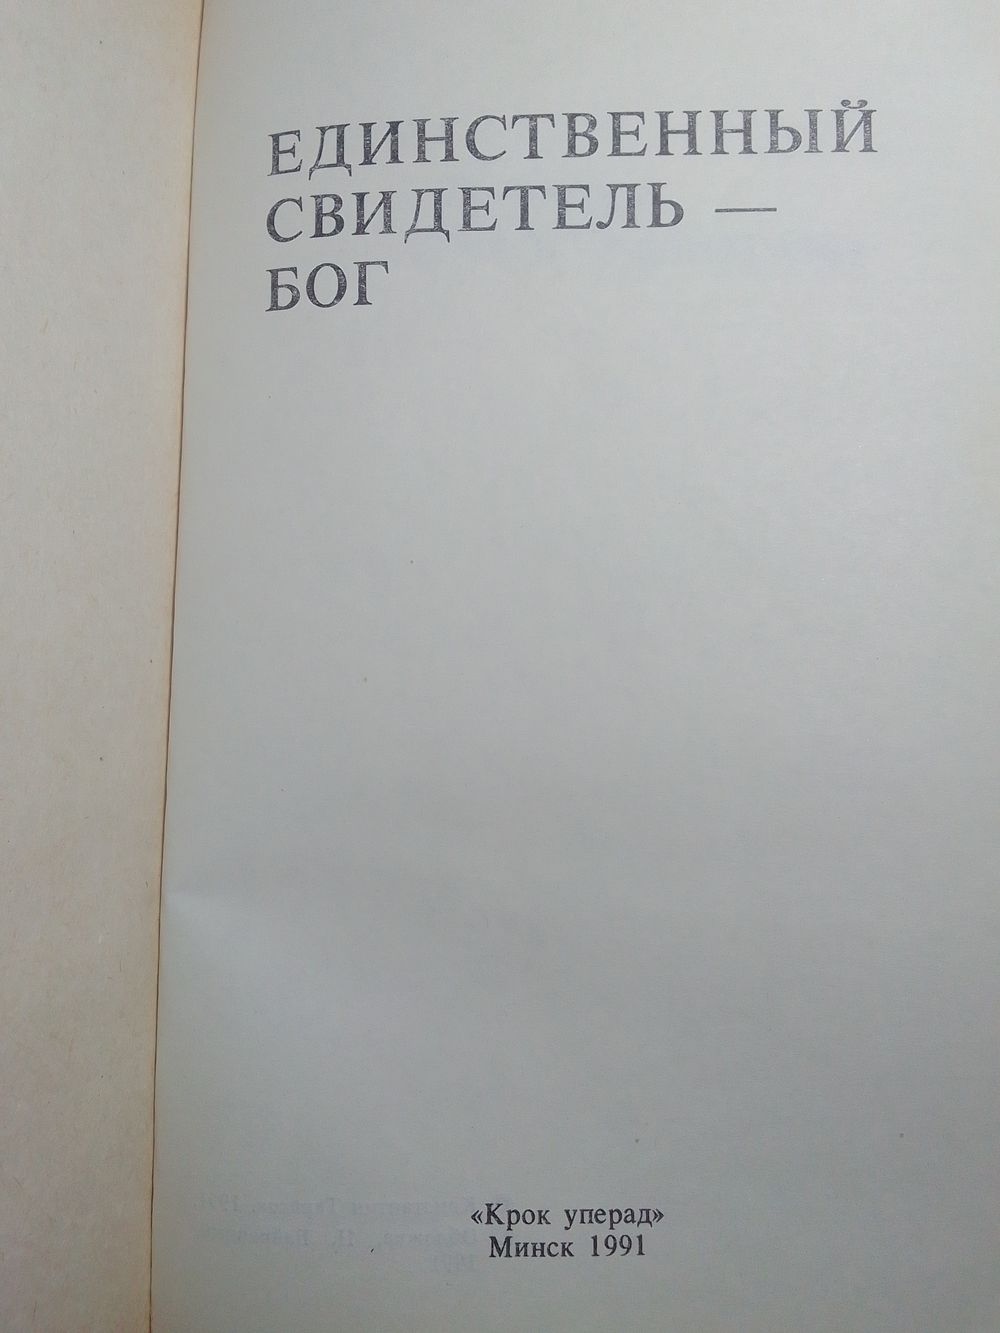 ЕДИНСТВЕННЫЙ
СВИДЕТЕЛЬ —
БОГ
«Крок уперад»
Минск 1991